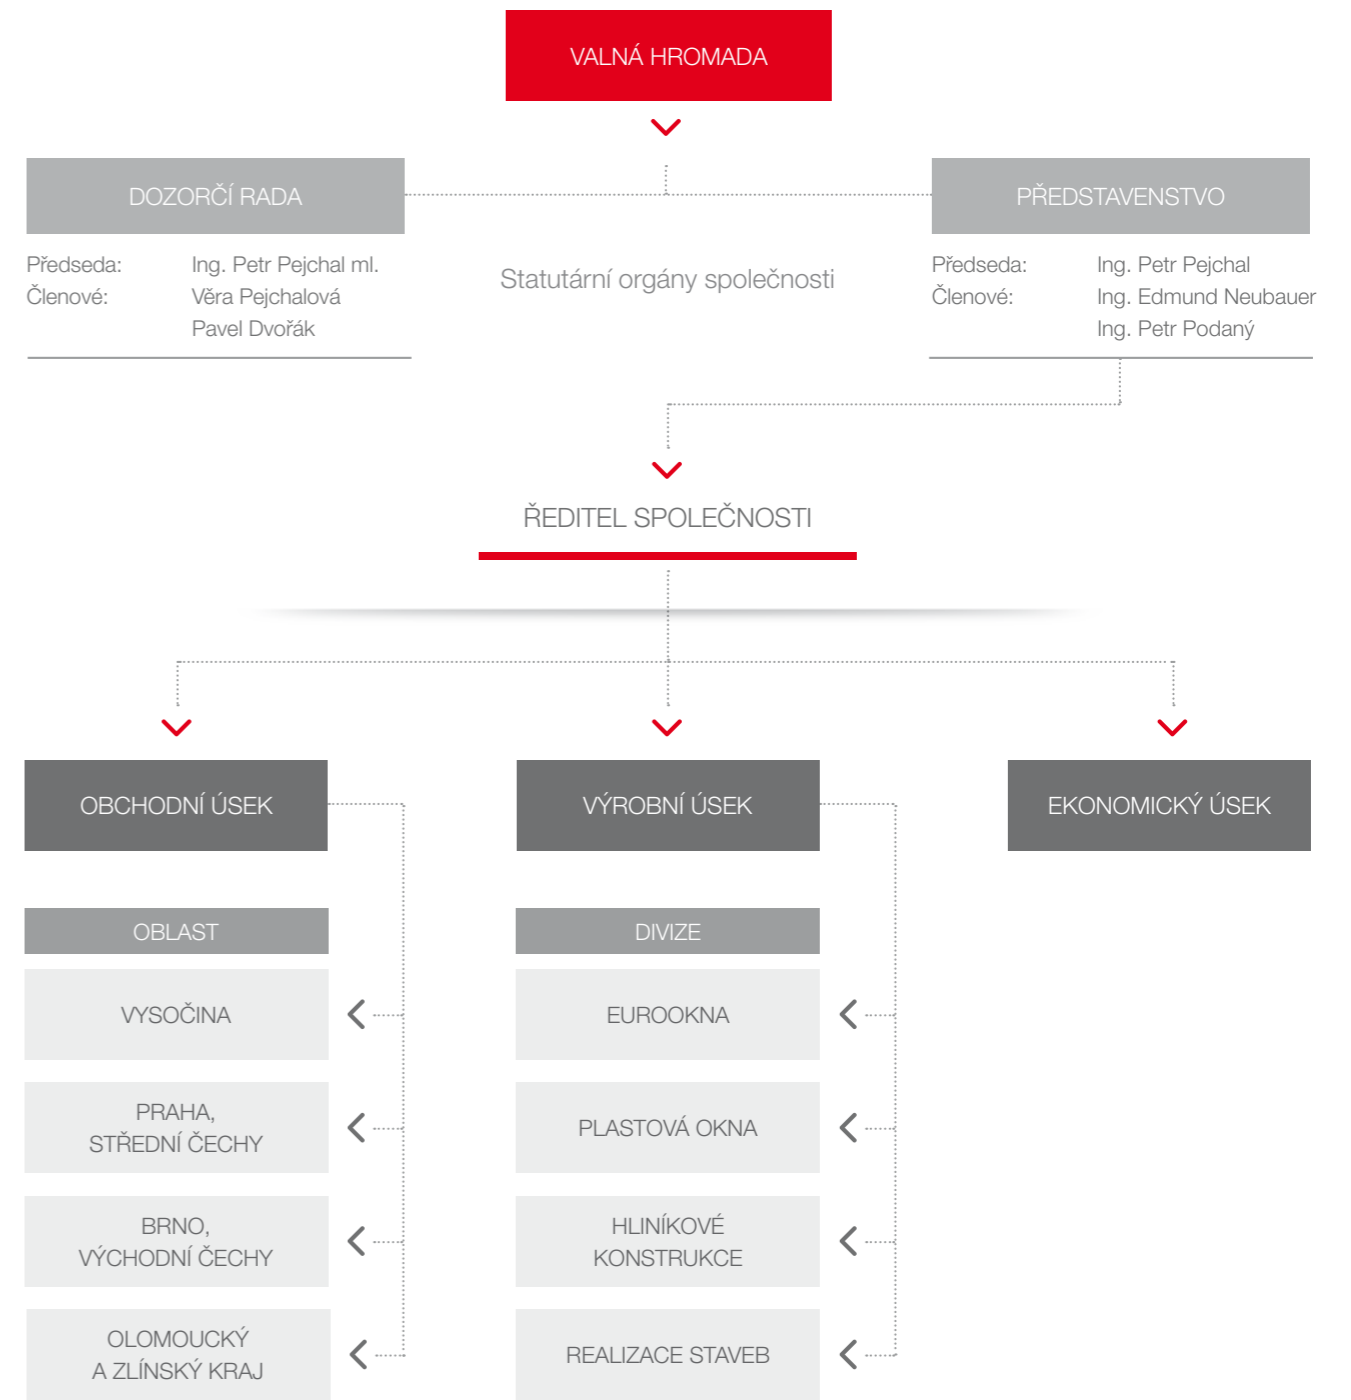 VALNÁ HROMADA
DOZORČÍ RADA
Předseda: Ing. Petr Pejchal ml.
Členové: Věra Pejchalová
Pavel Dvořák
Statutární orgány společnosti
PŘEDSTAVENSTVO
Předseda: Ing. Petr Pejchal
Členové: Ing. Edmund Neubauer
Ing. Petr Podaný
ŘEDITEL SPOLEČNOSTI
OBCHODNÍ ÚSEK
OBLAST
VYSOČINA
PRAHA,
STŘEDNÍ ČECHY
BRNO,
VÝCHODNÍ ČECHY
OLOMOUCKÝ
A ZLÍNSKÝ KRAJ
VÝROBNÍ ÚSEK
DIVIZE
EUROOKNA
PLASTOVÁ OKNA
HLINÍKOVÉ
KONSTRUKCE
REALIZACE STAVEB
EKONOMICKÝ ÚSEK